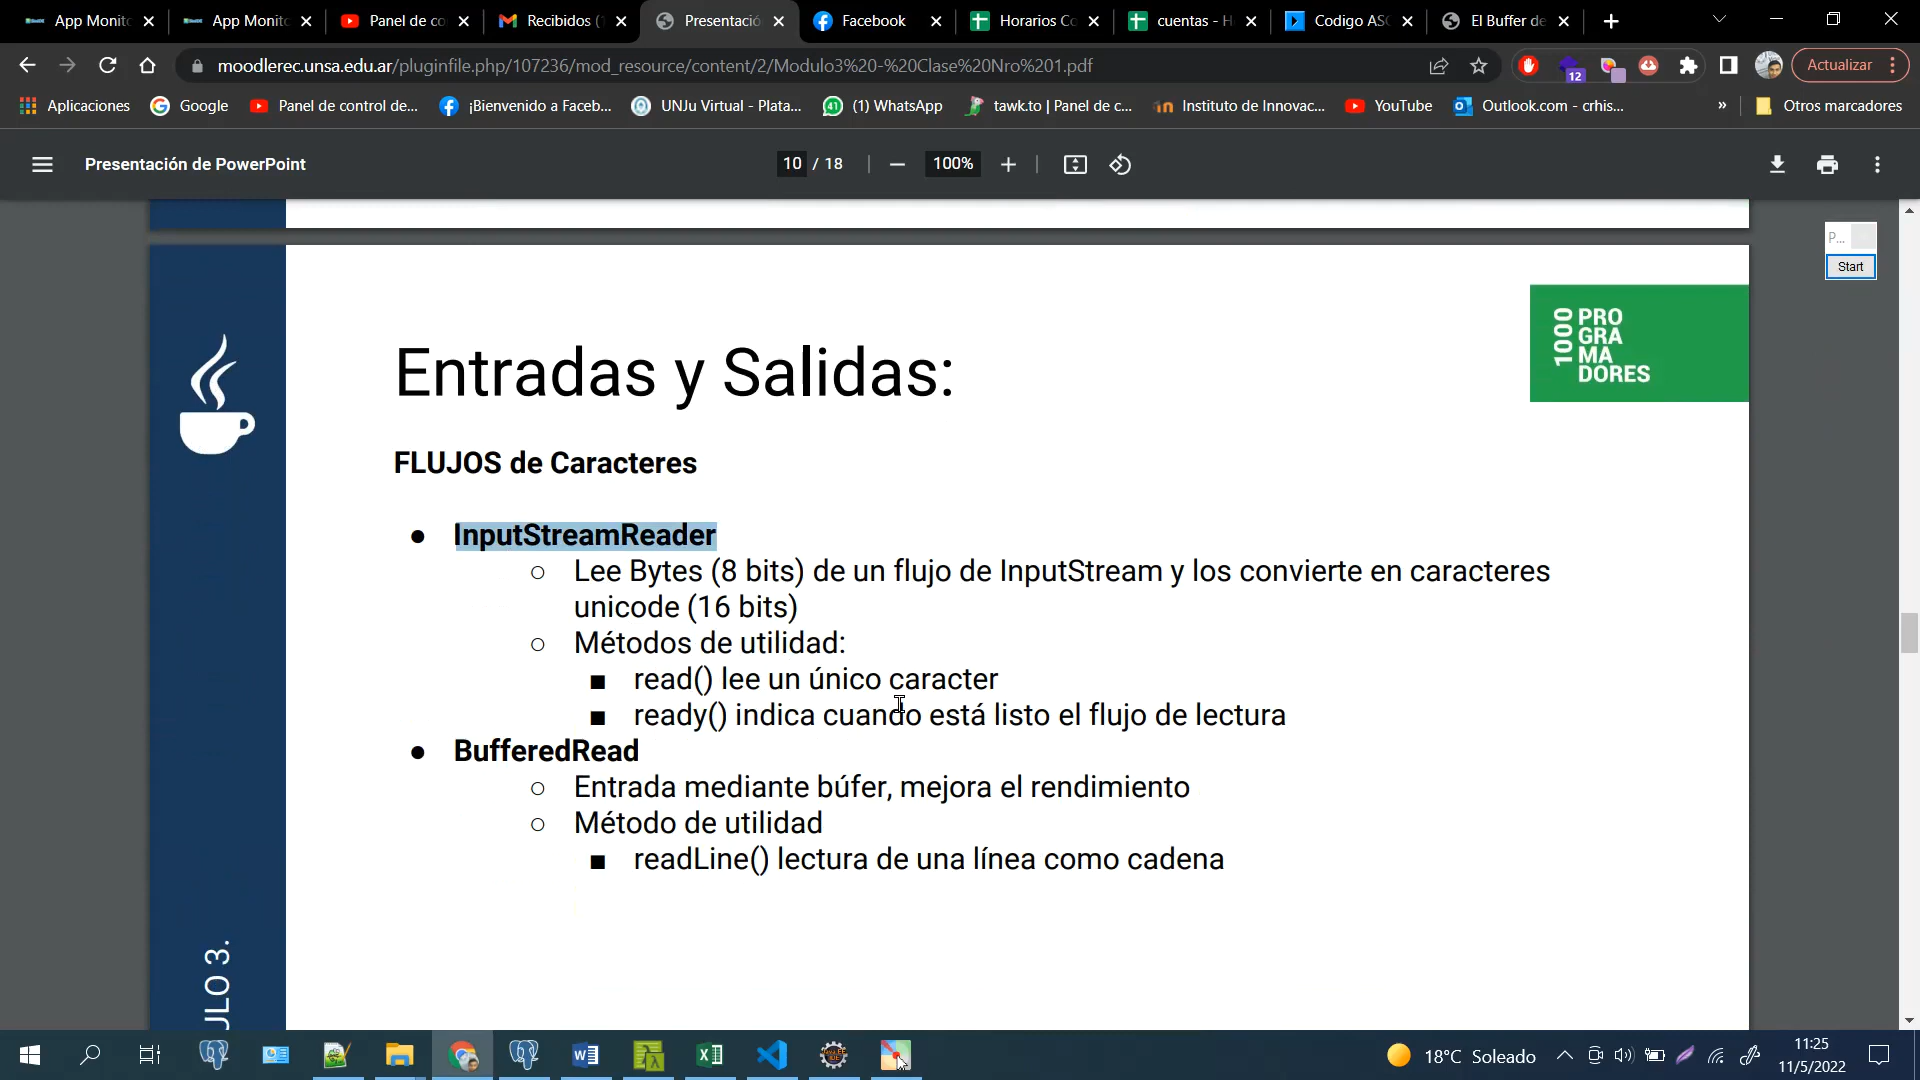 App Monito
App Monito
Panel de co
Recibidos (1
Presentació
Facebook
Horarios Co
cuentas - H
Codigo ASC
El Buffer de
moodlerec.unsa.edu.ar/pluginfile.php/107236/mod_resource/content/2/Modulo3%20-%20Clase%20Nro%201.pdf
12
Actualizar
Aplicaciones
Google
Panel de control de...
¡Bienvenido a Faceb...
UNJu Virtual - Plata...
(1) WhatsApp
tawk.to | Panel de c...
Instituto de Innovac...
YouTube
Outlook.com - crhis...
»
Otros marcadores
Presentación de PowerPoint
10 / 18
100%
P...
Start
1000
PRO
GRA
MA
DORES
Entradas y Salidas:
FLUJOS de Caracteres
● InputStreamReader
○ Lee Bytes (8 bits) de un flujo de InputStream y los convierte en caracteres
unicode (16 bits)
○ Métodos de utilidad:
■ read() lee un único caracter
■ ready() indica cuando está listo el flujo de lectura
● BufferedRead
○ Entrada mediante búfer, mejora el rendimiento
○ Método de utilidad
■ readLine() lectura de una línea como cadena
ULO 3.
18°C Soleado
11:25
11/5/2022